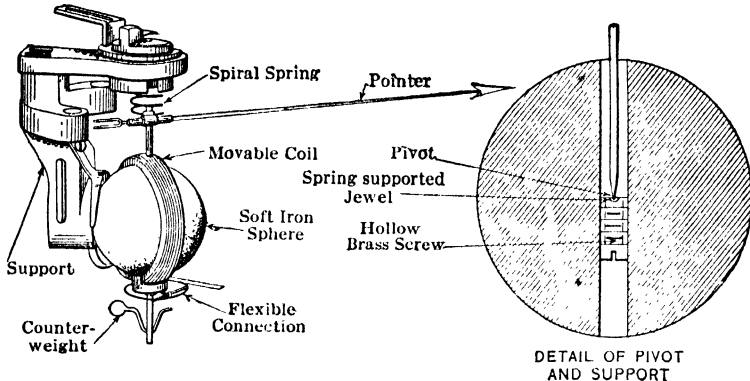 Spiral Spring
Pointer
Movable Coil
Pivot
Spring supported
Jewel
Soft Iron
Sphere
Hollow
Brass Screw
Support
Flexible
Connection
Counter-
weight
DETAIL OF PIVOT
AND SUPPORT